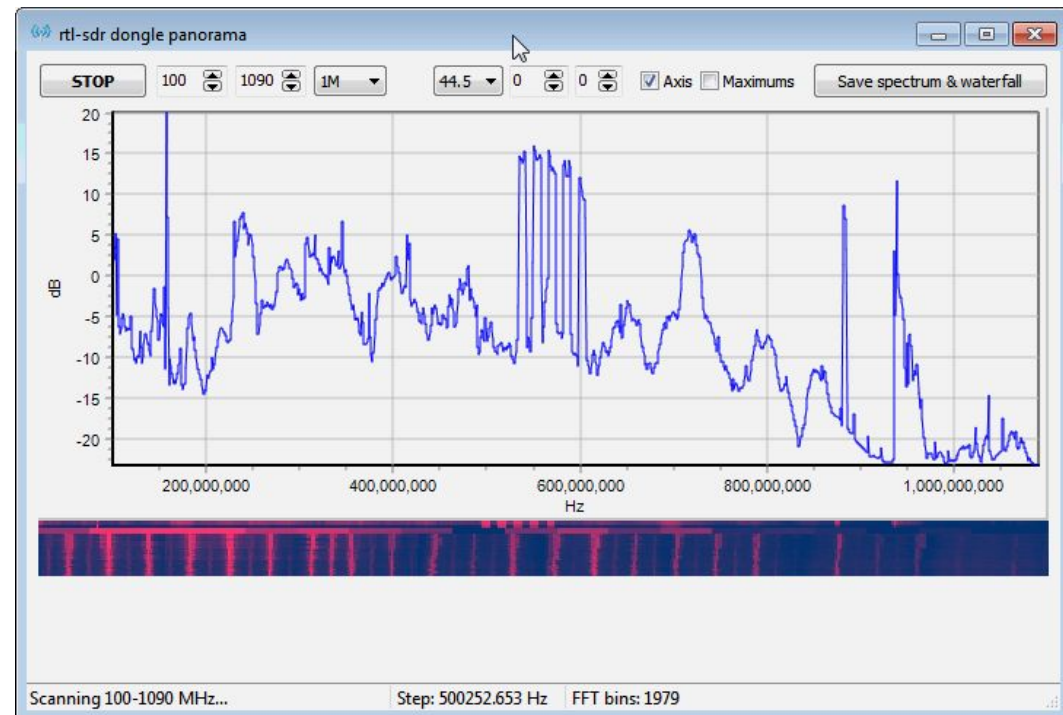 rtl-sdr dongle panorama
STOP 100 1090 1M 44.5 0 0 Axis Maximums Save spectrum & waterfall
20
15
10
5
0
-5
-10
-15
-20
dB
200,000,000 400,000,000 600,000,000 800,000,000 1,000,000,000
Hz
Scanning 100-1090 MHz... Step: 500252.653 Hz FFT bins: 1979